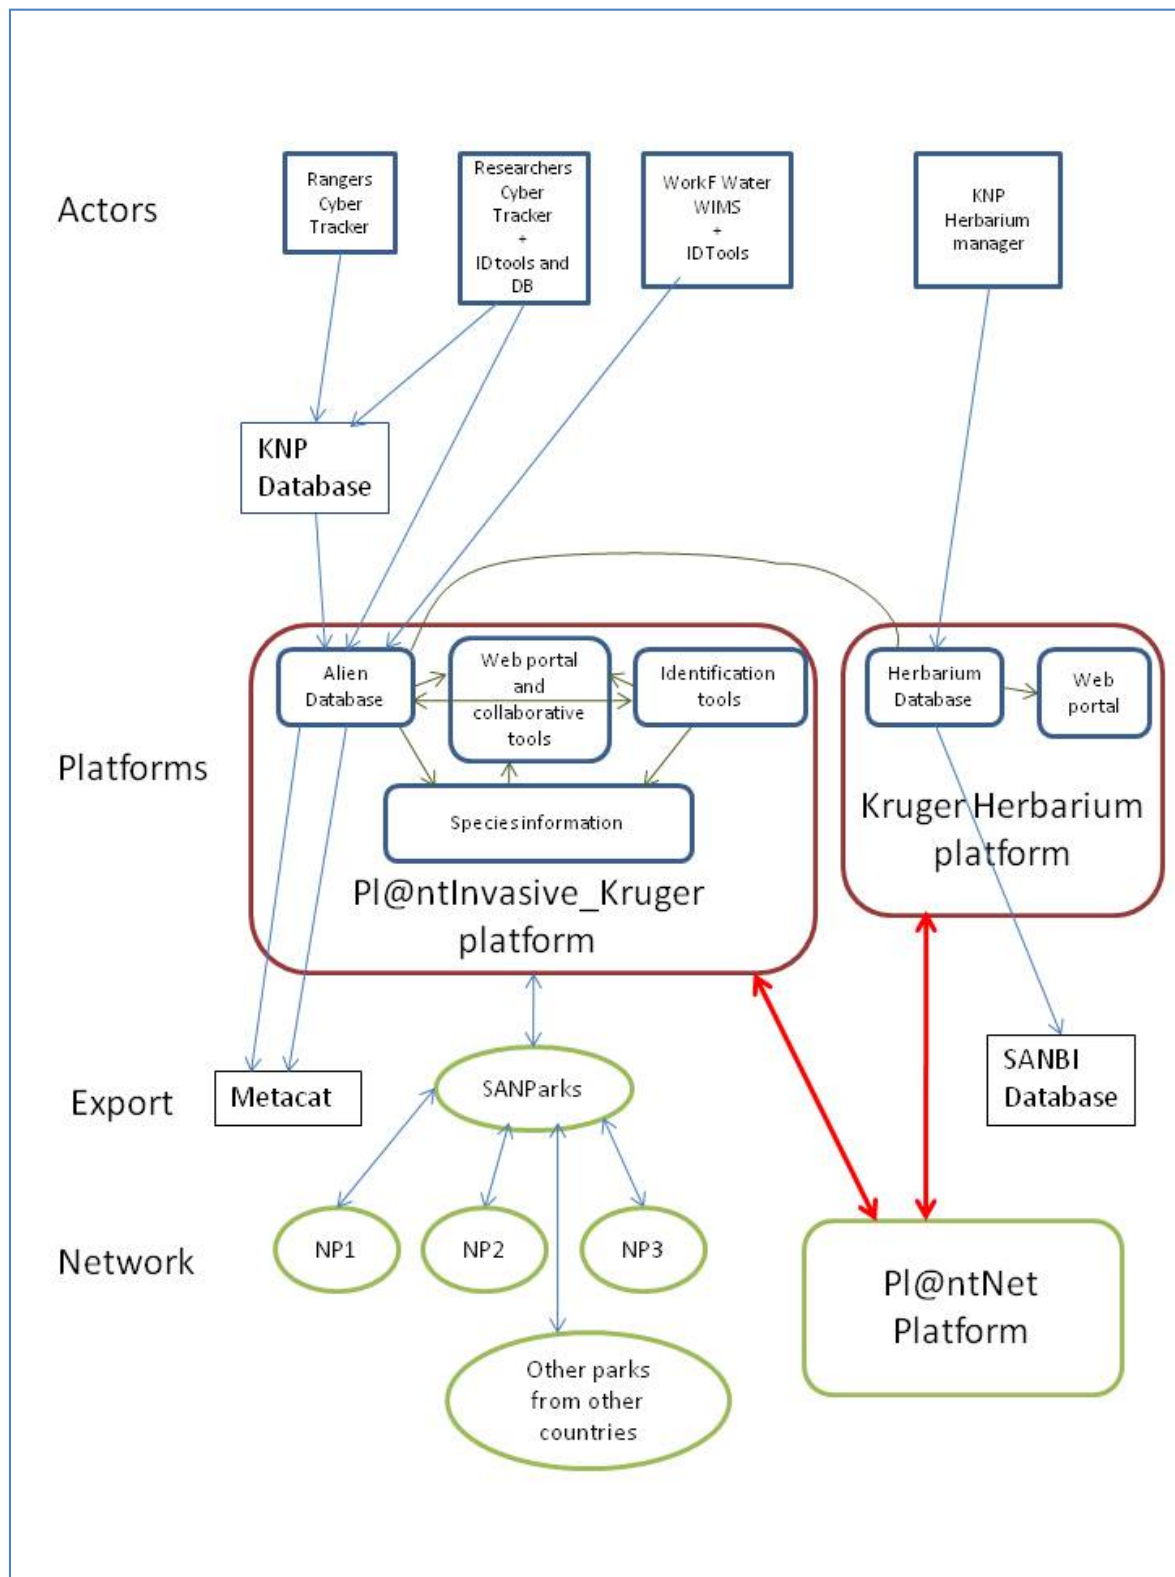 Actors
Rangers
Cyber
Tracker
Researchers
Cyber
Tracker
+
IDtools and
DB
WorkF Water
WIMS
+
IDTools
KNP
Herbarium
manager
KNP
Database
Platforms
Alien
Database
Web portal
and
collaborative
tools
Identification
tools
Species information
Pl@ntInvasive_Kruger
platform
Herbarium
Database
Web
portal
Kruger Herbarium
platform
Export
Metacat
SANParks
SANBI
Database
Network
NP1
NP2
NP3
Other parks
from other
countries
Pl@ntNet
Platform